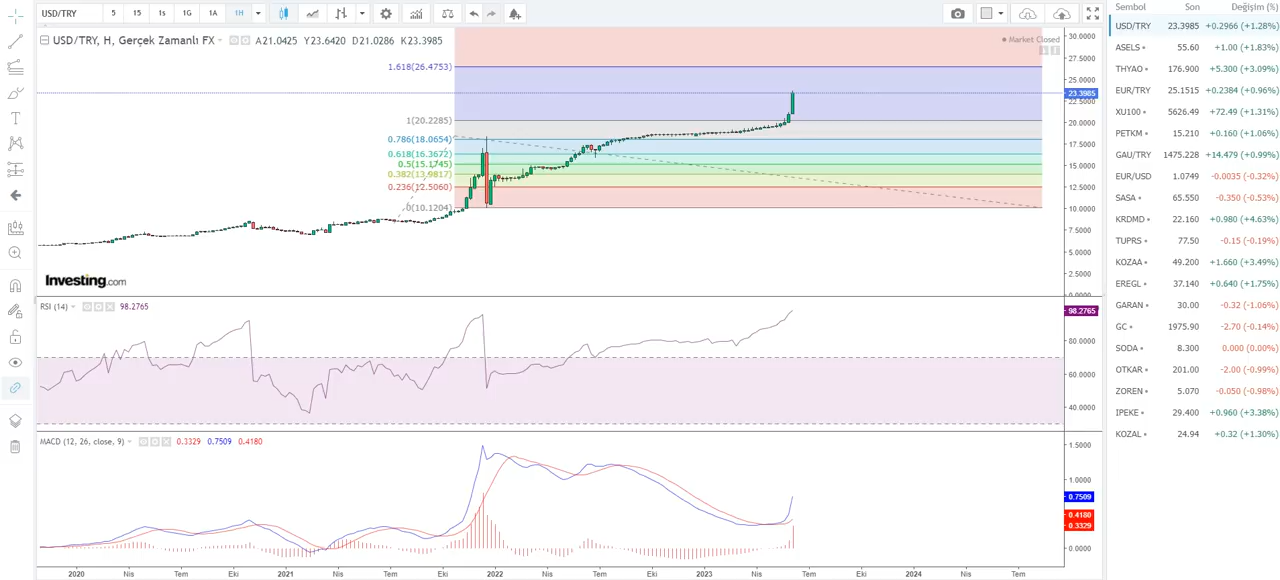 USD/TRY 5 15 1s 1G 1A 1H
USD/TRY, H, Gerçek Zamanlı FX A21.0425 Y23.6420 D21.0286 K23.3985
Market Closed
1.618(26.4753)
1(20.2285)
0.786(18.0654)
0.618(16.3672)
0.5(15.1745)
0.382(13.9817)
0.236(12.5060)
0(10.1204)
30.0000
27.5000
25.0000
23.3985
22.5000
20.0000
17.5000
15.0000
12.5000
10.0000
7.5000
5.0000
2.5000
0.0000
Investing.com
RSI (14) 98.2765
98.2765
80.0000
60.0000
40.0000
MACD (12, 26, close, 9) 0.3329 0.7509 0.4180
1.5000
1.0000
0.7509
0.4180
0.3329
0.0000
2020 Nis Tem Eki 2021 Nis Tem Eki 2022 Nis Tem Eki 2023 Nis Tem Eki 2024 Nis Tem
Sembol Son Değişim (%)
USD/TRY 23.3985 +0.2966 (+1.28%)
ASELS 55.60 +1.00 (+1.83%)
THYAO 176.900 +5.300 (+3.09%)
EUR/TRY 25.1515 +0.2384 (+0.96%)
XU100 5626.49 +72.49 (+1.31%)
PETKM 15.210 +0.160 (+1.06%)
GAU/TRY 1475.228 +14.479 (+0.99%)
EUR/USD 1.0749 -0.0035 (-0.32%)
SASA 65.550 -0.350 (-0.53%)
KRDMD 22.160 +0.980 (+4.63%)
TUPRS 77.50 -0.15 (-0.19%)
KOZAA 49.200 +1.660 (+3.49%)
EREGL 37.140 +0.640 (+1.75%)
GARAN 30.00 -0.32 (-1.06%)
GC 1975.90 -2.70 (-0.14%)
SODA 8.300 0.000 (0.00%)
OTKAR 201.00 -2.00 (-0.99%)
ZOREN 5.070 -0.050 (-0.98%)
IPEKE 29.400 +0.960 (+3.38%)
KOZAL 24.94 +0.32 (+1.30%)